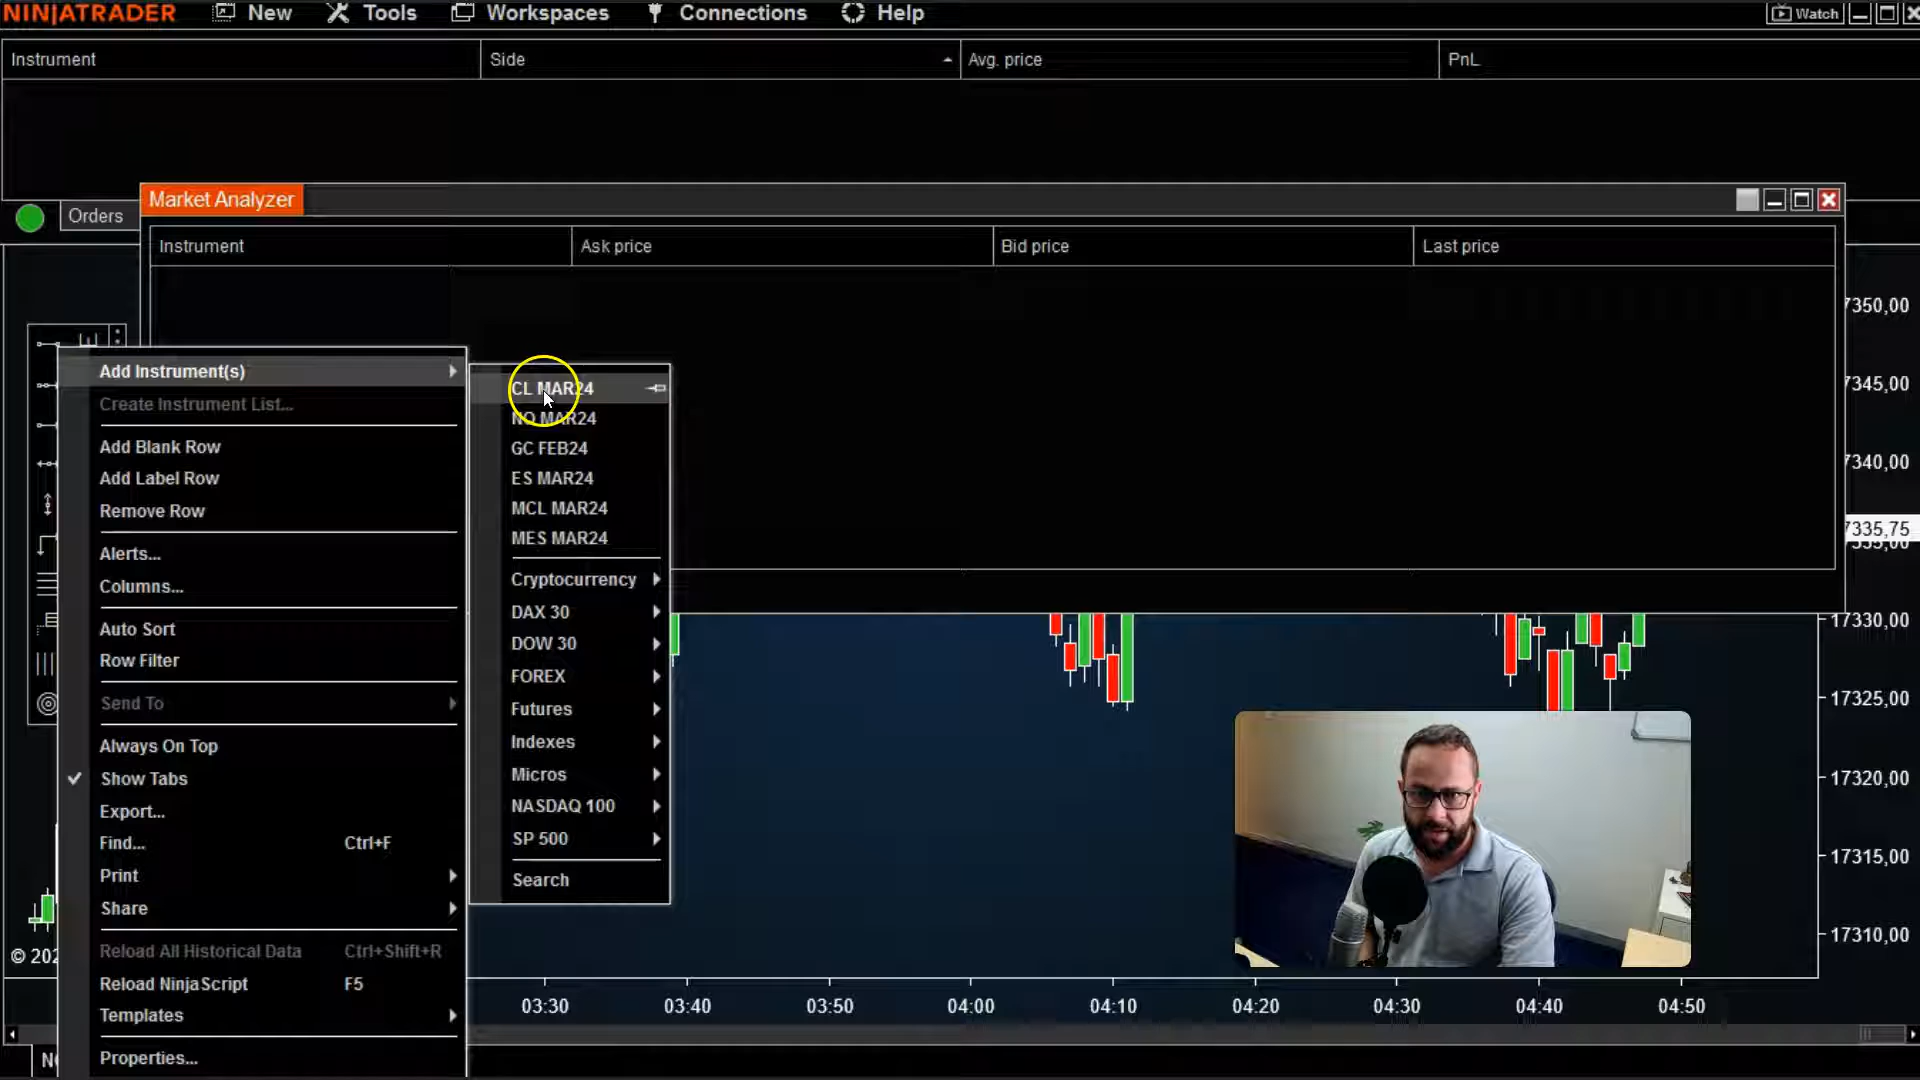 NINJATRADER New Tools Workspaces Connections Help Watch
Instrument Side Avg. price PnL
Orders
Market Analyzer
Instrument Ask price Bid price Last price
Add Instrument(s)
Create Instrument List...
Add Blank Row
Add Label Row
Remove Row
Alerts...
Columns...
Auto Sort
Row Filter
Send To
Always On Top
Show Tabs
Export...
Find... Ctrl+F
Print
Share
Reload All Historical Data Ctrl+Shift+R
Reload NinjaScript F5
Templates
Properties...
CL MAR24
NQ MAR24
GC FEB24
ES MAR24
MCL MAR24
MES MAR24
Cryptocurrency
DAX 30
DOW 30
FOREX
Futures
Indexes
Micros
NASDAQ 100
SP 500
Search
7350,00
7345,00
7340,00
7335,75
17330,00
17325,00
17320,00
17315,00
17310,00
© 202
03:30 03:40 03:50 04:00 04:10 04:20 04:30 04:40 04:50